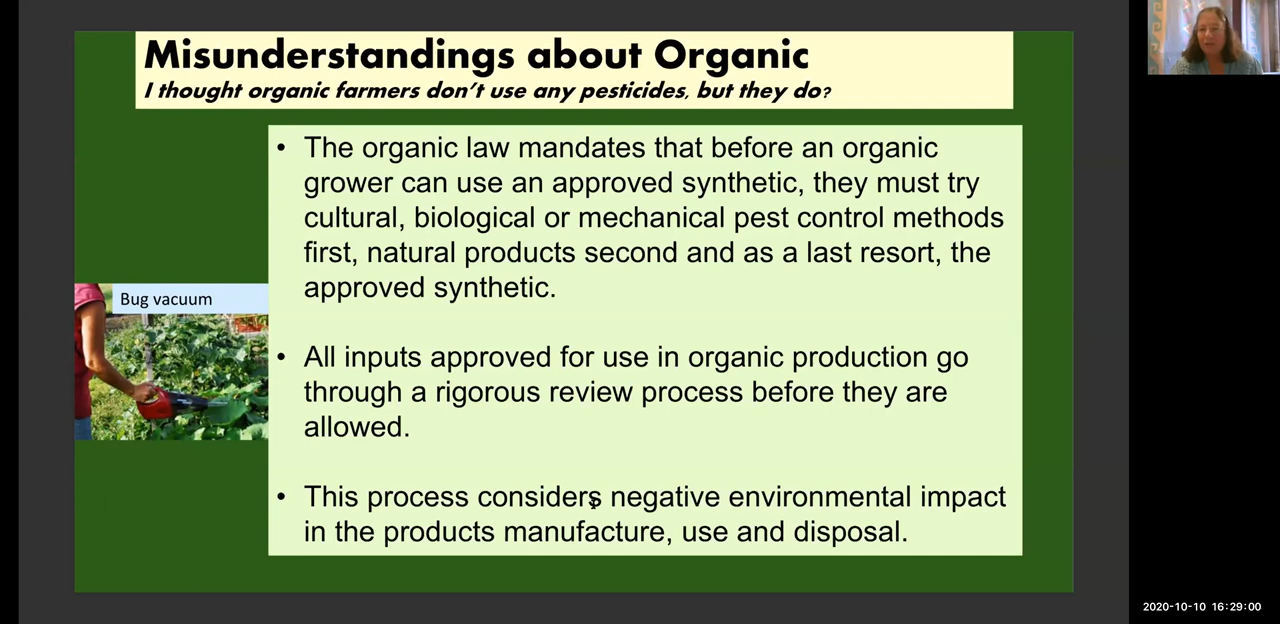 Misunderstandings about Organic
I thought organic farmers don't use any pesticides, but they do?
• The organic law mandates that before an organic
grower can use an approved synthetic, they must try
cultural, biological or mechanical pest control methods
first, natural products second and as a last resort, the
approved synthetic.
Bug vacuum
• All inputs approved for use in organic production go
through a rigorous review process before they are
allowed.
• This process considers negative environmental impact
in the products manufacture, use and disposal.
2020-10-10 16:29:00